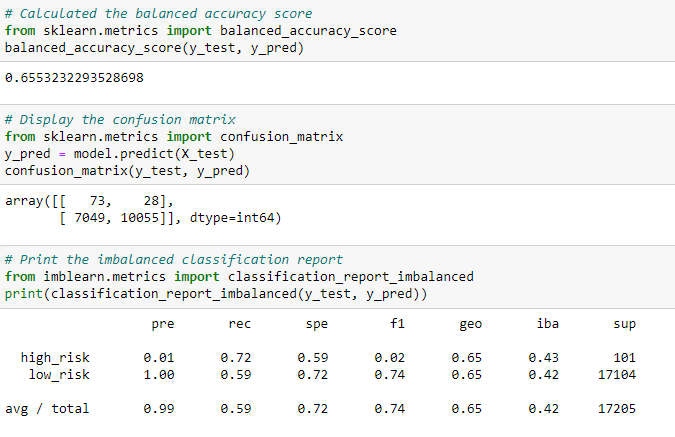 # Calculated the balanced accuracy score
from sklearn.metrics import balanced_accuracy_score
balanced_accuracy_score(y_test, y_pred)
0.6553232293528698
# Display the confusion matrix
from sklearn.metrics import confusion_matrix
y_pred = model.predict(X_test)
confusion_matrix(y_test, y_pred)
array([[   73,    28],
       [ 7049, 10055]], dtype=int64)
# Print the imbalanced classification report
from imblearn.metrics import classification_report_imbalanced
print(classification_report_imbalanced(y_test, y_pred))
pre rec spe f1 geo iba sup
high_risk 0.01 0.72 0.59 0.02 0.65 0.43 101
low_risk 1.00 0.59 0.72 0.74 0.65 0.42 17104
avg / total 0.99 0.59 0.72 0.74 0.65 0.42 17205